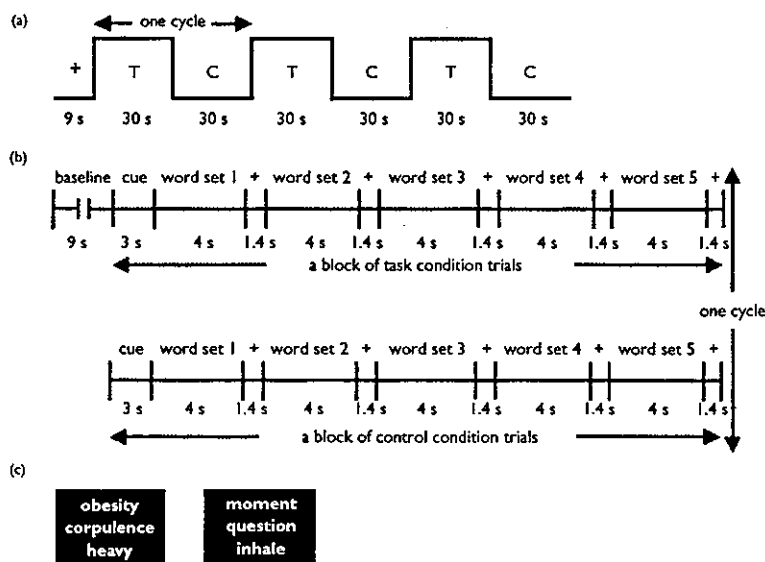 (a)
one cycle
+ T C T C T C
9 s 30 s 30 s 30 s 30 s 30 s 30 s
(b)
baseline cue word set 1 + word set 2 + word set 3 + word set 4 + word set 5 +
9 s 3 s 4 s 1.4 s 4 s 1.4 s 4 s 1.4 s 4 s 1.4 s 4 s 1.4 s
a block of task condition trials
one cycle
cue word set 1 + word set 2 + word set 3 + word set 4 + word set 5 +
3 s 4 s 1.4 s 4 s 1.4 s 4 s 1.4 s 4 s 1.4 s 4 s 1.4 s
a block of control condition trials
(c)
obesity
corpulence
heavy
moment
question
inhale